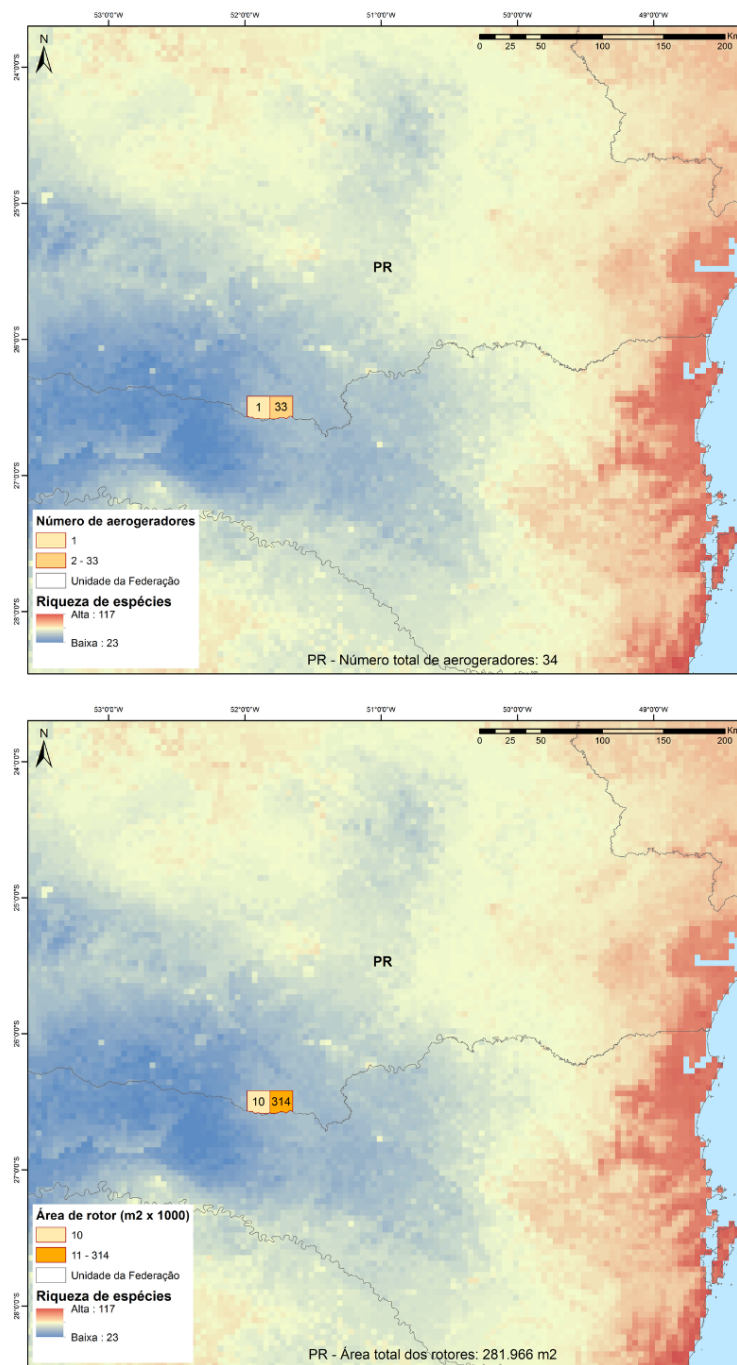 53°0'0"W 52°0'0"W 51°0'0"W 50°0'0"W 49°0'0"W
N
Km
0 25 50 100 150 200
24°0'0"S
25°0'0"S
PR
26°0'0"S
1 33
27°0'0"S
Número de aerogeradores
1
2 - 33
Unidade da Federação
Riqueza de espécies
Alta : 117
Baixa : 23
28°0'0"S
PR - Número total de aerogeradores: 34
53°0'0"W 52°0'0"W 51°0'0"W 50°0'0"W 49°0'0"W
N
Km
0 25 50 100 150 200
24°0'0"S
25°0'0"S
PR
26°0'0"S
10 314
27°0'0"S
Área de rotor (m2 x 1000)
10
11 - 314
Unidade da Federação
Riqueza de espécies
Alta : 117
Baixa : 23
28°0'0"S
PR - Área total dos rotores: 281.966 m2